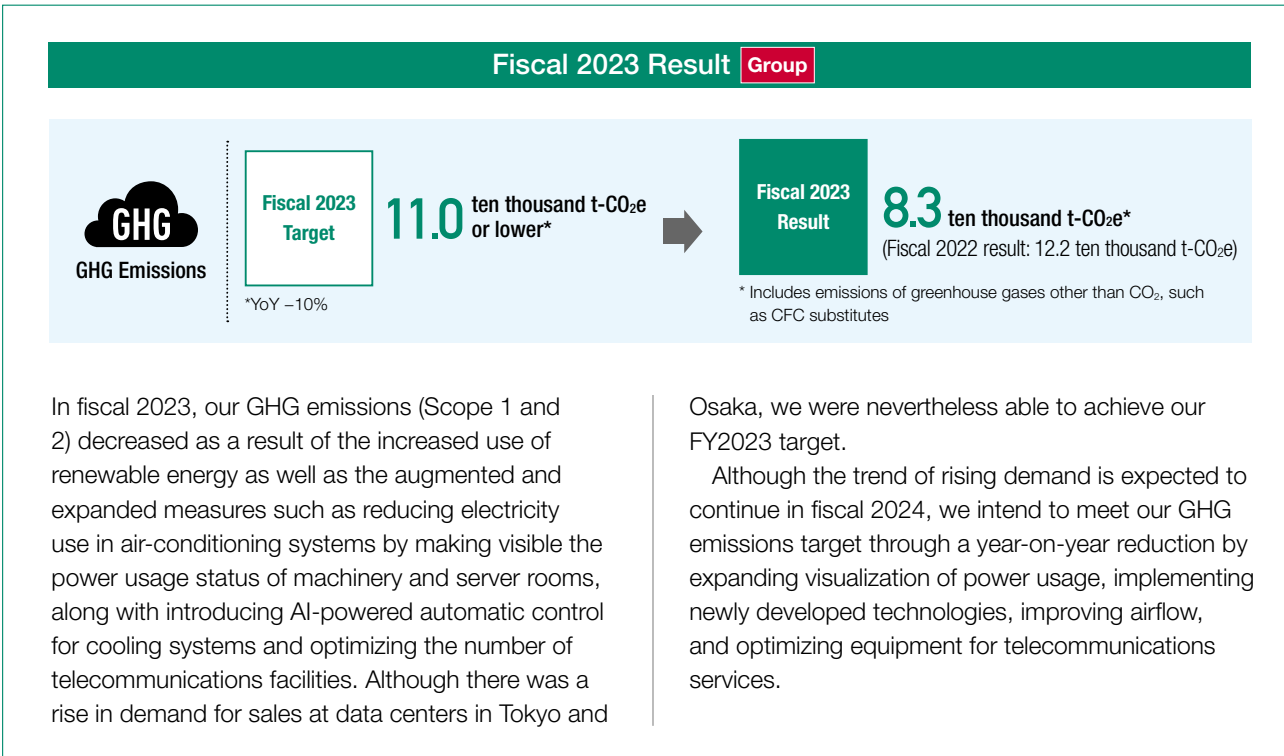 Fiscal 2023 Result Group
GHG
GHG Emissions
Fiscal 2023
Target
*YoY –10%
11.0 ten thousand t-CO₂e
or lower*
Fiscal 2023
Result
8.3 ten thousand t-CO₂e*
(Fiscal 2022 result: 12.2 ten thousand t-CO₂e)
* Includes emissions of greenhouse gases other than CO₂, such
as CFC substitutes
In fiscal 2023, our GHG emissions (Scope 1 and
2) decreased as a result of the increased use of
renewable energy as well as the augmented and
expanded measures such as reducing electricity
use in air-conditioning systems by making visible the
power usage status of machinery and server rooms,
along with introducing AI-powered automatic control
for cooling systems and optimizing the number of
telecommunications facilities. Although there was a
rise in demand for sales at data centers in Tokyo and
Osaka, we were nevertheless able to achieve our
FY2023 target.
Although the trend of rising demand is expected to
continue in fiscal 2024, we intend to meet our GHG
emissions target through a year-on-year reduction by
expanding visualization of power usage, implementing
newly developed technologies, improving airflow,
and optimizing equipment for telecommunications
services.